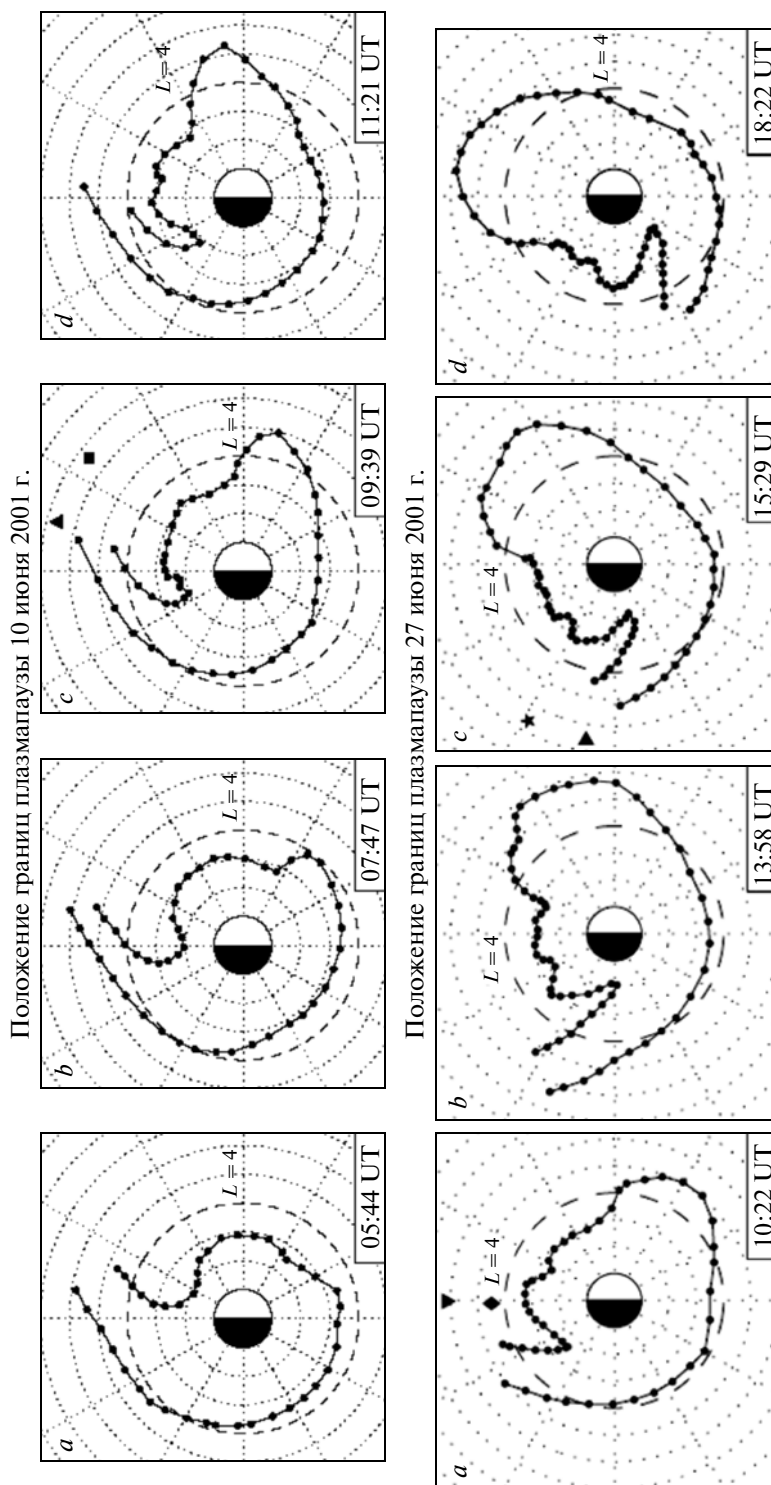 Положение границ плазмапаузы 10 июня 2001 г.
a
L = 4
05:44 UT
b
L = 4
07:47 UT
c
L = 4
09:39 UT
d
L = 4
11:21 UT
Положение границ плазмапаузы 27 июня 2001 г.
a
L = 4
10:22 UT
b
L = 4
13:58 UT
c
L = 4
15:29 UT
d
L = 4
18:22 UT